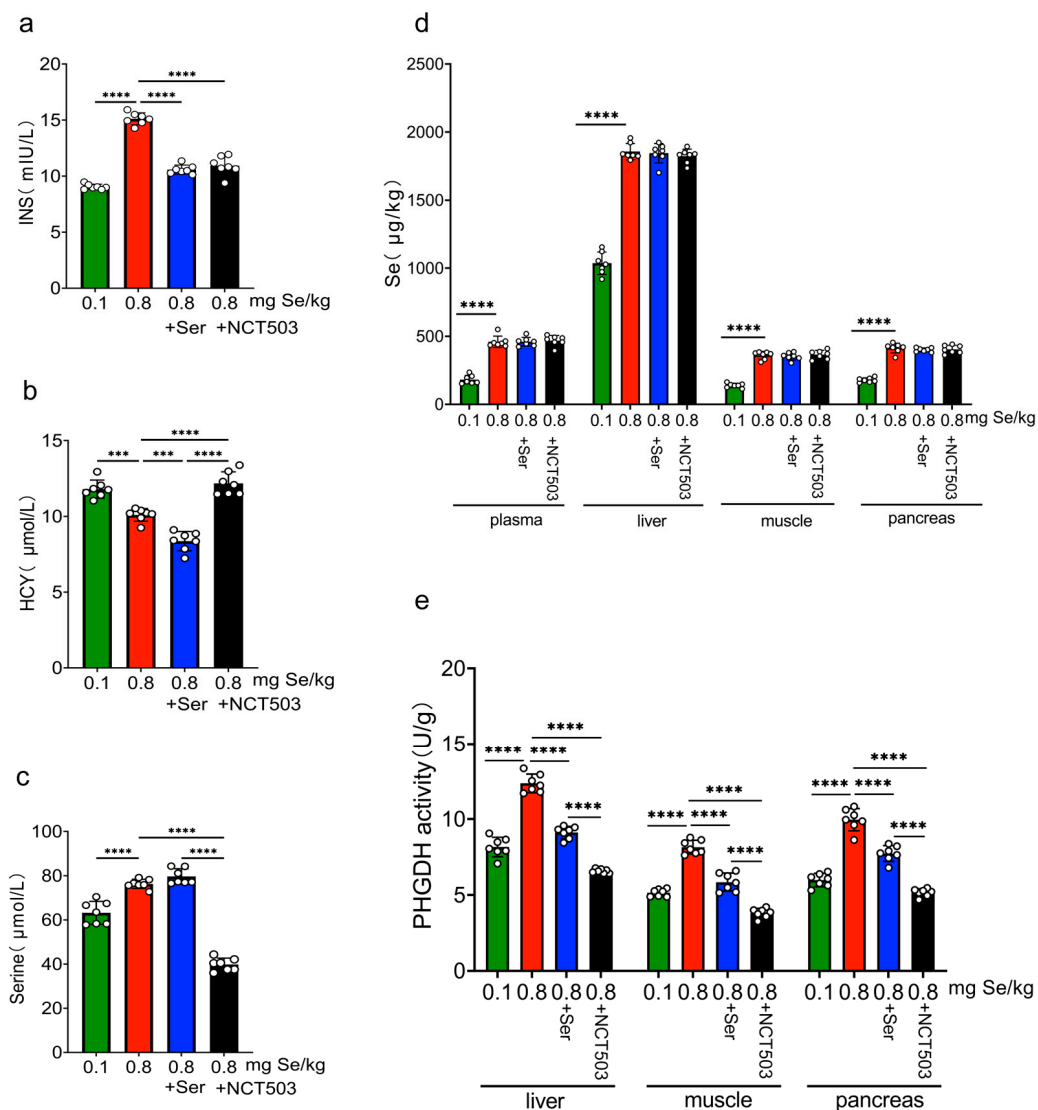 a
20
15
10
5
0
INS( mIU/L)
****
****
****
0.1 0.8 0.8 0.8 mg Se/kg
+Ser +NCT503
b
15
10
5
0
HCY( μmol/L)
****
*** *** ****
0.1 0.8 0.8 0.8 mg Se/kg
+Ser +NCT503
c
100
80
60
40
20
0
Serine( μmol/L)
****
**** ****
0.1 0.8 0.8 0.8 mg Se/kg
+Ser +NCT503
d
2500
2000
1500
1000
500
0
Se( μg/kg)
****
****
****
****
0.1 0.8 0.8 0.8 0.1 0.8 0.8 0.8 0.1 0.8 0.8 0.8 0.1 0.8 0.8 0.8 mg Se/kg
+Ser +NCT503 +Ser +NCT503 +Ser +NCT503 +Ser +NCT503
plasma liver muscle pancreas
e
20
15
10
5
0
PHGDH activity(U/g)
****
**** ****
****
****
**** ****
****
****
**** ****
****
0.1 0.8 0.8 0.8 0.1 0.8 0.8 0.8 0.1 0.8 0.8 0.8 mg Se/kg
+Ser +NCT503 +Ser +NCT503 +Ser +NCT503
liver muscle pancreas